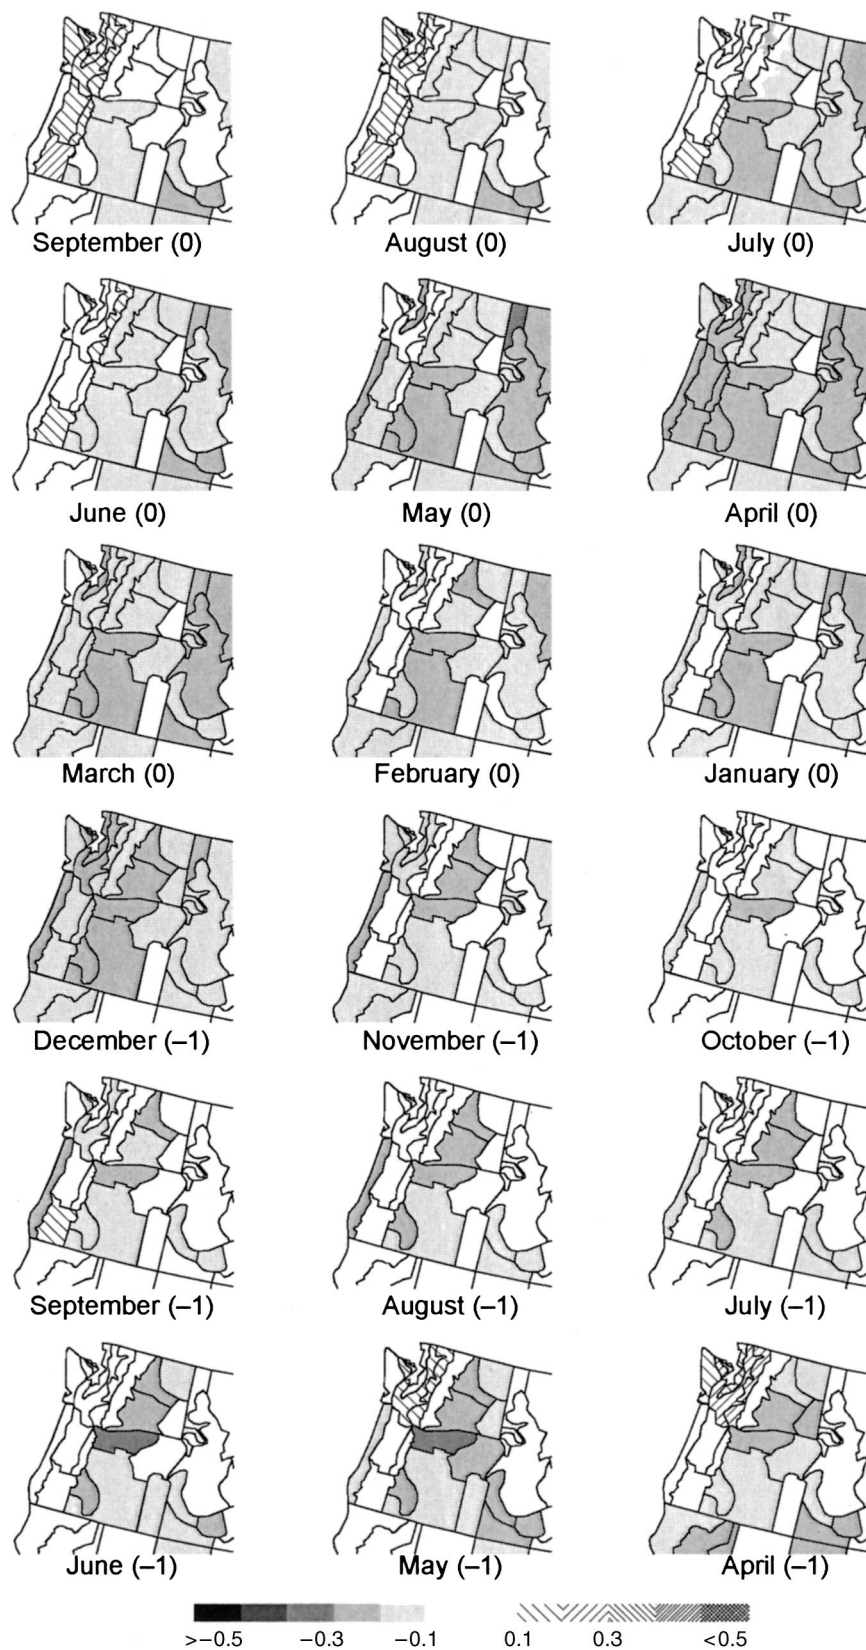 September (0) August (0) July (0)
June (0) May (0) April (0)
March (0) February (0) January (0)
December (–1) November (–1) October (–1)
September (–1) August (–1) July (–1)
June (–1) May (–1) April (–1)
>–0.5 –0.3 –0.1 0.1 0.3 <0.5